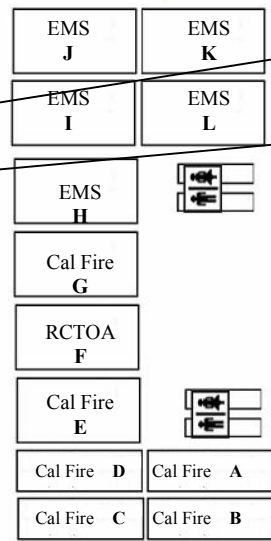 EMS EMS
J K
EMS EMS
I L
EMS
H
Cal Fire
G
RCTOA
F
Cal Fire
E
Cal Fire D Cal Fire A
Cal Fire C Cal Fire B